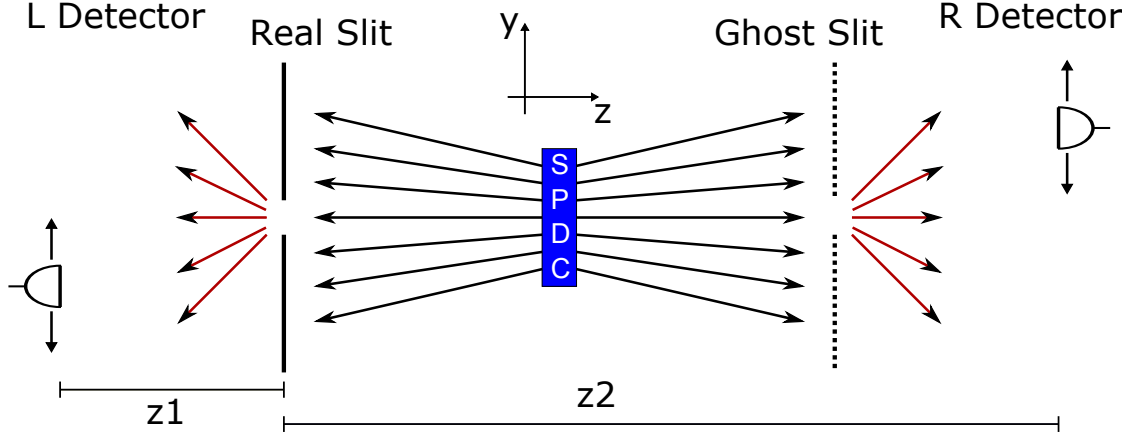 L Detector
Real Slit
y
z
Ghost Slit
R Detector
S
P
D
C
z1
z2